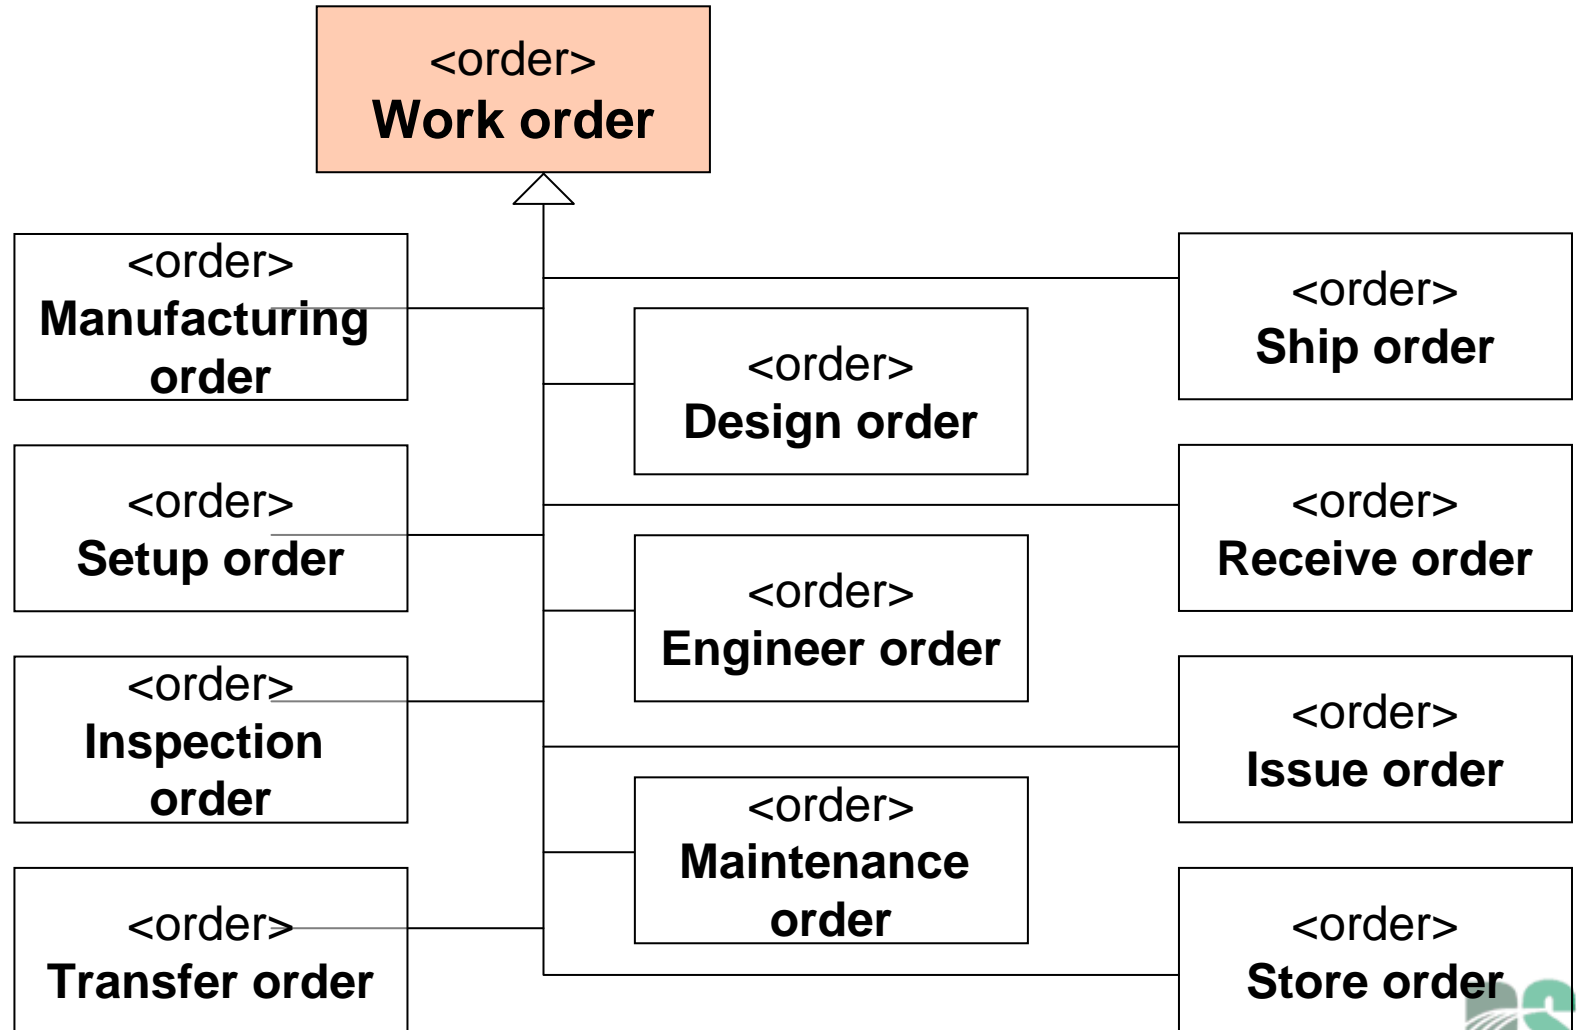 <order>
Work order
<order>
Manufacturing
order
<order>
Ship order
<order>
Design order
<order>
Setup order
<order>
Receive order
<order>
Engineer order
<order>
Inspection
order
<order>
Issue order
<order>
Maintenance
order
<order>
Transfer order
<order>
Store order